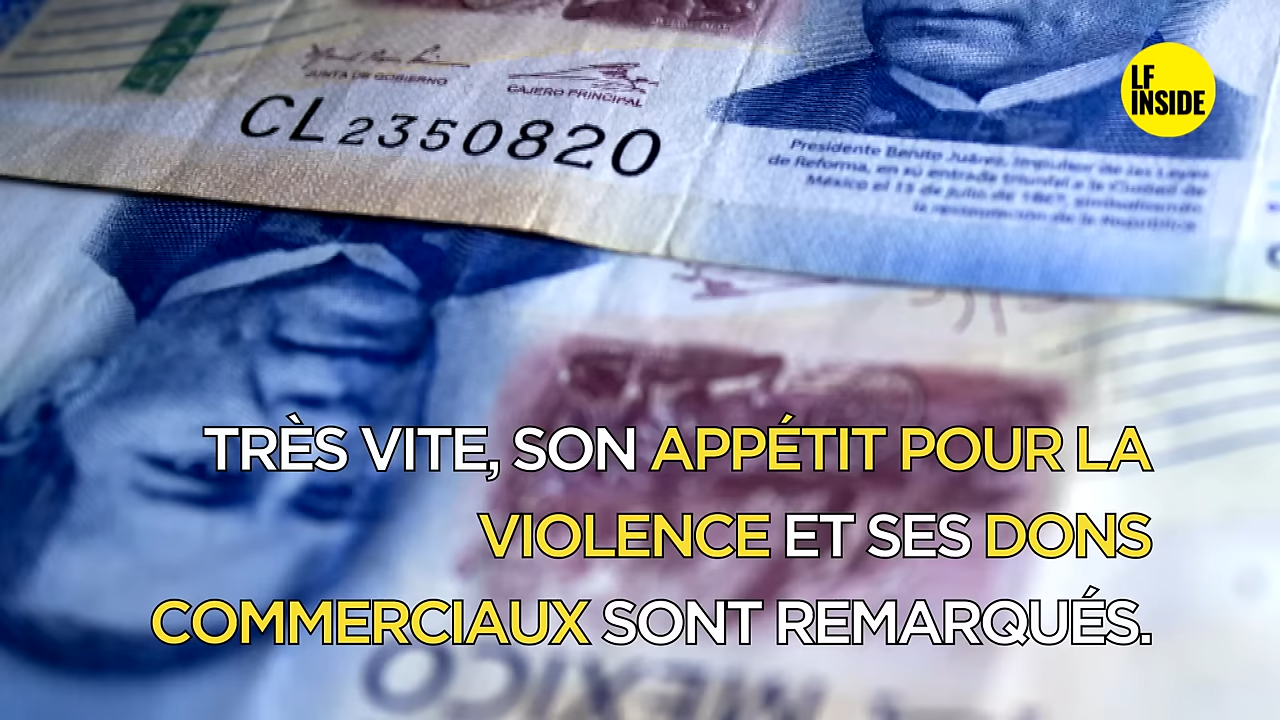 JUNTA DE GOBIERNO
CAJERO PRINCIPAL
CL2350820
LF
INSIDE
Presidente Benito Juárez, impulsor de las Leyes
de Reforma, en su entrada triunfal a la Ciudad de
México el 15 de julio de 1867, simbolizando
la restauración de la República
TRÈS VITE, SON APPÉTIT POUR LA
VIOLENCE ET SES DONS
COMMERCIAUX SONT REMARQUÉS.
MÉXICO